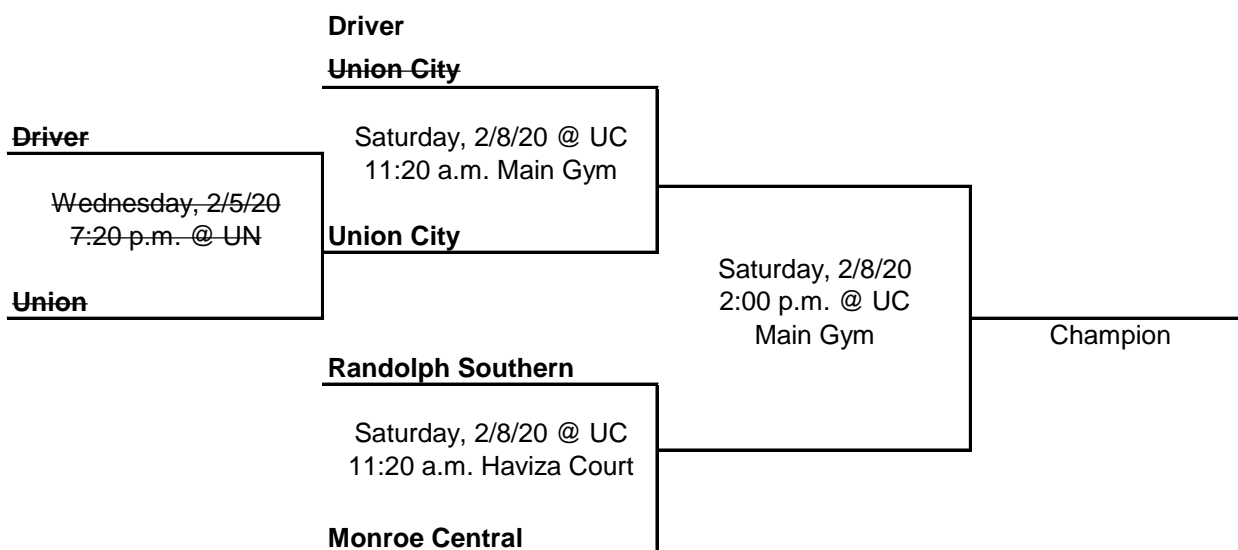 Driver
Union City
Driver
Saturday, 2/8/20 @ UC
11:20 a.m. Main Gym
Wednesday, 2/5/20
7:20 p.m. @ UN
Union City
Union
Saturday, 2/8/20
2:00 p.m. @ UC
Main Gym
Champion
Randolph Southern
Saturday, 2/8/20 @ UC
11:20 a.m. Haviza Court
Monroe Central